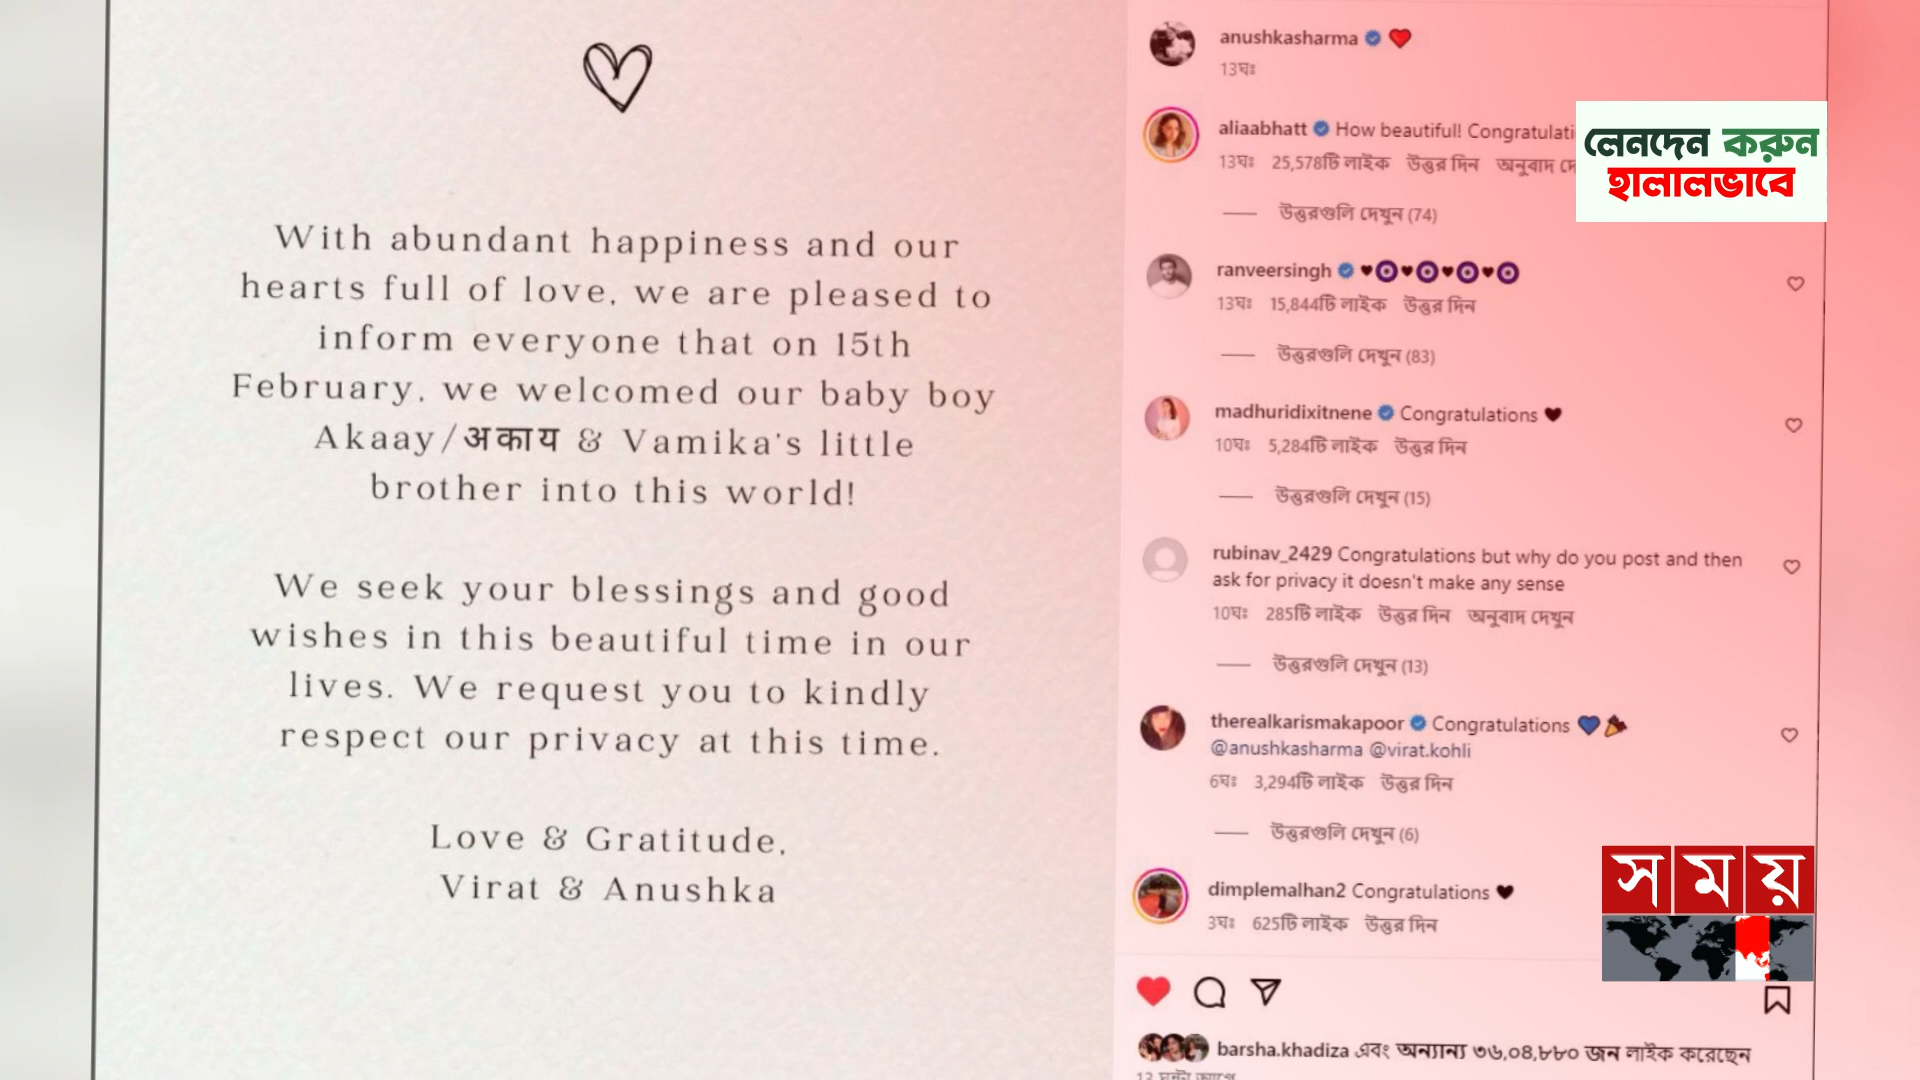 With abundant happiness and our
hearts full of love, we are pleased to
inform everyone that on 15th
February, we welcomed our baby boy
Akaay/अकाय & Vamika's little
brother into this world!
We seek your blessings and good
wishes in this beautiful time in our
lives. We request you to kindly
respect our privacy at this time.
Love & Gratitude,
Virat & Anushka
anushkasharma
13ঘঃ
aliaabhatt How beautiful!
13ঘঃ 25,578টি লাইক উত্তর দিন অনুবাদ
উত্তরগুলি দেখুন (74)
লেনদেন করুন
হালালভাবে
ranveersingh
13ঘঃ 15,844টি লাইক উত্তর দিন
উত্তরগুলি দেখুন (83)
madhuridixitnene Congratulations
10ঘঃ 5,284টি লাইক উত্তর দিন
উত্তরগুলি দেখুন (15)
rubinav_2429 Congratulations but why do you post and then
ask for privacy it doesn't make any sense
10ঘঃ 285টি লাইক উত্তর দিন অনুবাদ দেখুন
উত্তরগুলি দেখুন (13)
therealkarismakapoor Congratulations
@anushkasharma @virat.kohli
6ঘঃ 3,294টি লাইক উত্তর দিন
উত্তরগুলি দেখুন (6)
dimplemalhan2 Congratulations
3ঘঃ 625টি লাইক উত্তর দিন
সময়
barsha.khadiza এবং অন্যান্য ৩৬,০৪,৮৮০ জন লাইক করেছেন